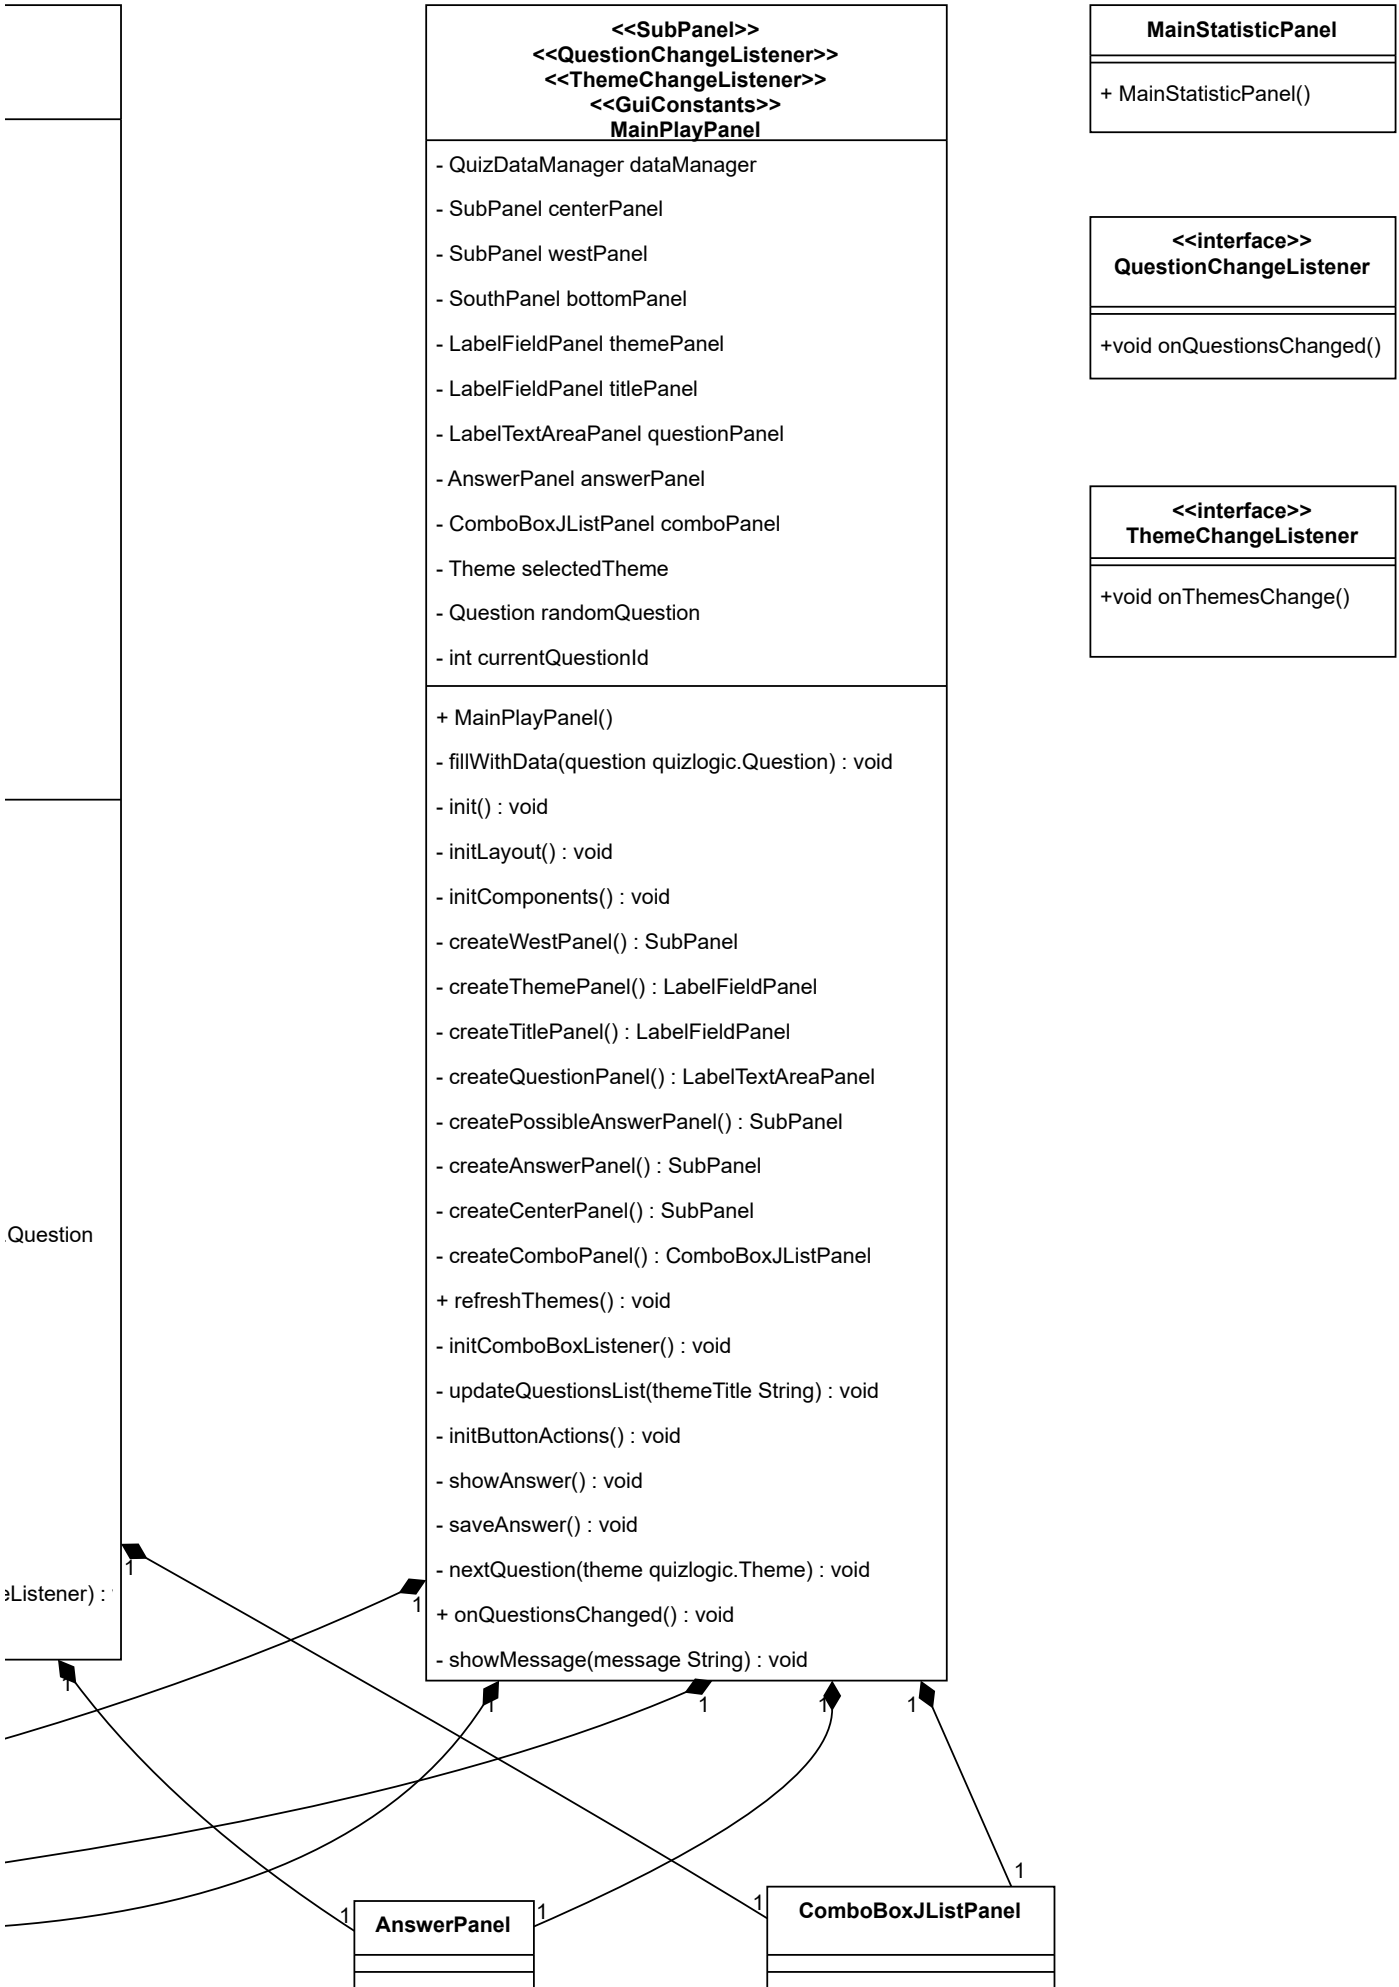 <<SubPanel>>
<<QuestionChangeListener>>
<<ThemeChangeListener>>
<<GuiConstants>>
MainPlayPanel
- QuizDataManager dataManager
- SubPanel centerPanel
- SubPanel westPanel
- SouthPanel bottomPanel
- LabelFieldPanel themePanel
- LabelFieldPanel titlePanel
- LabelTextAreaPanel questionPanel
- AnswerPanel answerPanel
- ComboBoxJListPanel comboPanel
- Theme selectedTheme
- Question randomQuestion
- int currentQuestionId
+ MainPlayPanel()
- fillWithData(question quizlogic.Question) : void
- init() : void
- initLayout() : void
- initComponents() : void
- createWestPanel() : SubPanel
- createThemePanel() : LabelFieldPanel
- createTitlePanel() : LabelFieldPanel
- createQuestionPanel() : LabelTextAreaPanel
- createPossibleAnswerPanel() : SubPanel
- createAnswerPanel() : SubPanel
- createCenterPanel() : SubPanel
- createComboPanel() : ComboBoxJListPanel
+ refreshThemes() : void
- initComboBoxListener() : void
- updateQuestionsList(themeTitle String) : void
- initButtonActions() : void
- showAnswer() : void
- saveAnswer() : void
- nextQuestion(theme quizlogic.Theme) : void
+ onQuestionsChanged() : void
- showMessage(message String) : void
MainStatisticPanel
+ MainStatisticPanel()
<<interface>>
QuestionChangeListener
+void onQuestionsChanged()
<<interface>>
ThemeChangeListener
+void onThemesChange()
.Question
eListener) :
1
1
1
1
1
1
1
1
AnswerPanel
1
1
ComboBoxJListPanel
1